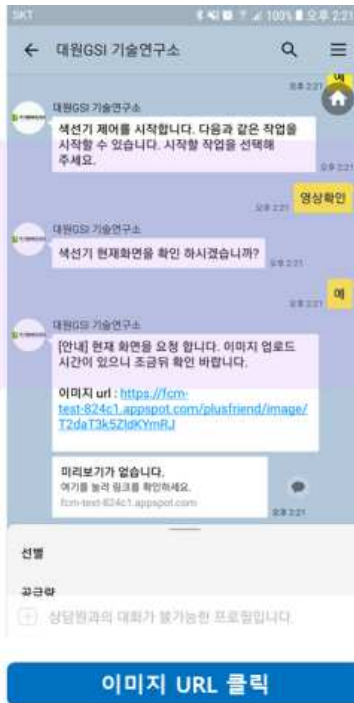 SKT 100% 오후 2:21
대원GSI 기술연구소
예
오후 2:21
대원GSI 기술연구소
색선기 제어를 시작합니다. 다음과 같은 작업을
시작할 수 있습니다. 시작할 작업을 선택해
주세요.
오후 2:21
영상확인
오후 2:21
대원GSI 기술연구소
색선기 현재화면을 확인 하시겠습니까?
오후 2:21
예
오후 2:21
대원GSI 기술연구소
[안내] 현재 화면을 요청 합니다. 이미지 업로드
시간이 있으니 조금뒤 확인 바랍니다.
이미지 url : https://fcm-
test-824c1.appspot.com/plusfriend/image/
T2daT3k5ZldKYmRJ
미리보기가 없습니다.
여기를 눌러 링크를 확인하세요.
fcm-test-824c1.appspot.com
오후 2:21
선별
공급량
상담원과의 대화가 불가능한 프로필입니다.
이미지 URL 클릭